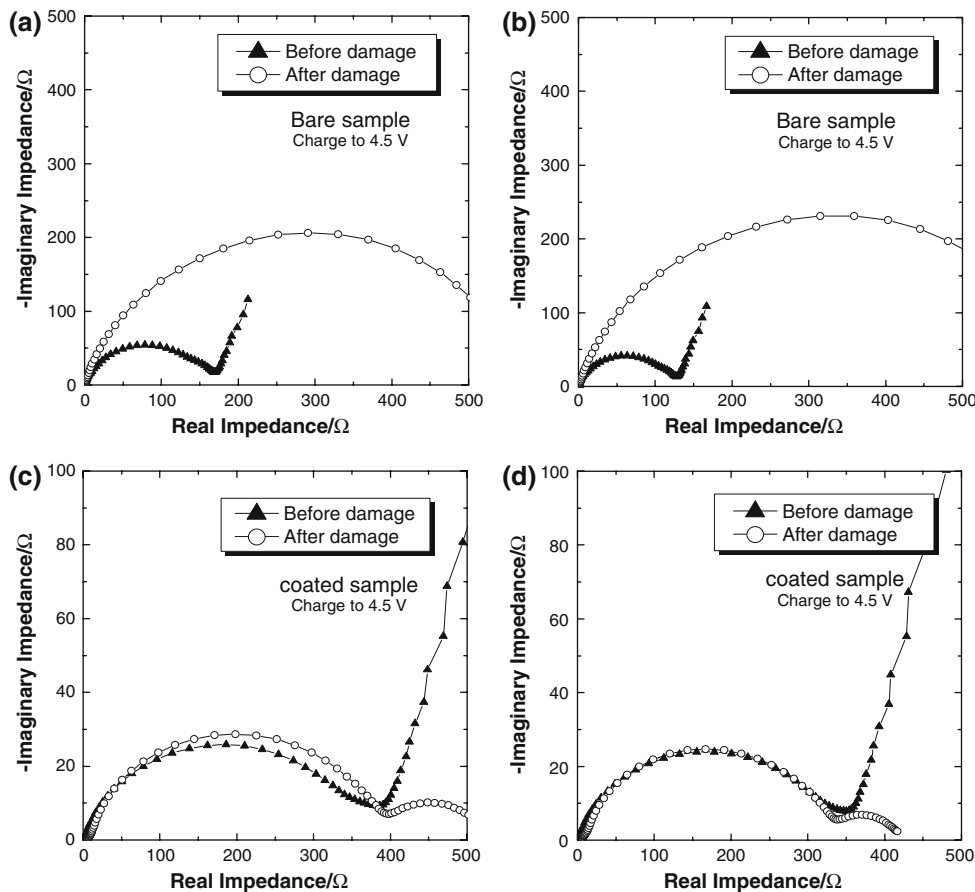 (a)
Before damage
After damage
Bare sample
Charge to 4.5 V
500
400
300
200
100
0
0 100 200 300 400 500
-Imaginary Impedance/Ω
Real Impedance/Ω
(b)
Before damage
After damage
Bare sample
Charge to 4.5 V
500
400
300
200
100
0
0 100 200 300 400 500
-Imaginary Impedance/Ω
Real Impedance/Ω
(c)
Before damage
After damage
coated sample
Charge to 4.5 V
100
80
60
40
20
0
0 100 200 300 400 500
-Imaginary Impedance/Ω
Real Impedance/Ω
(d)
Before damage
After damage
coated sample
Charge to 4.5 V
100
80
60
40
20
0
0 100 200 300 400 500
-Imaginary Impedance/Ω
Real Impedance/Ω